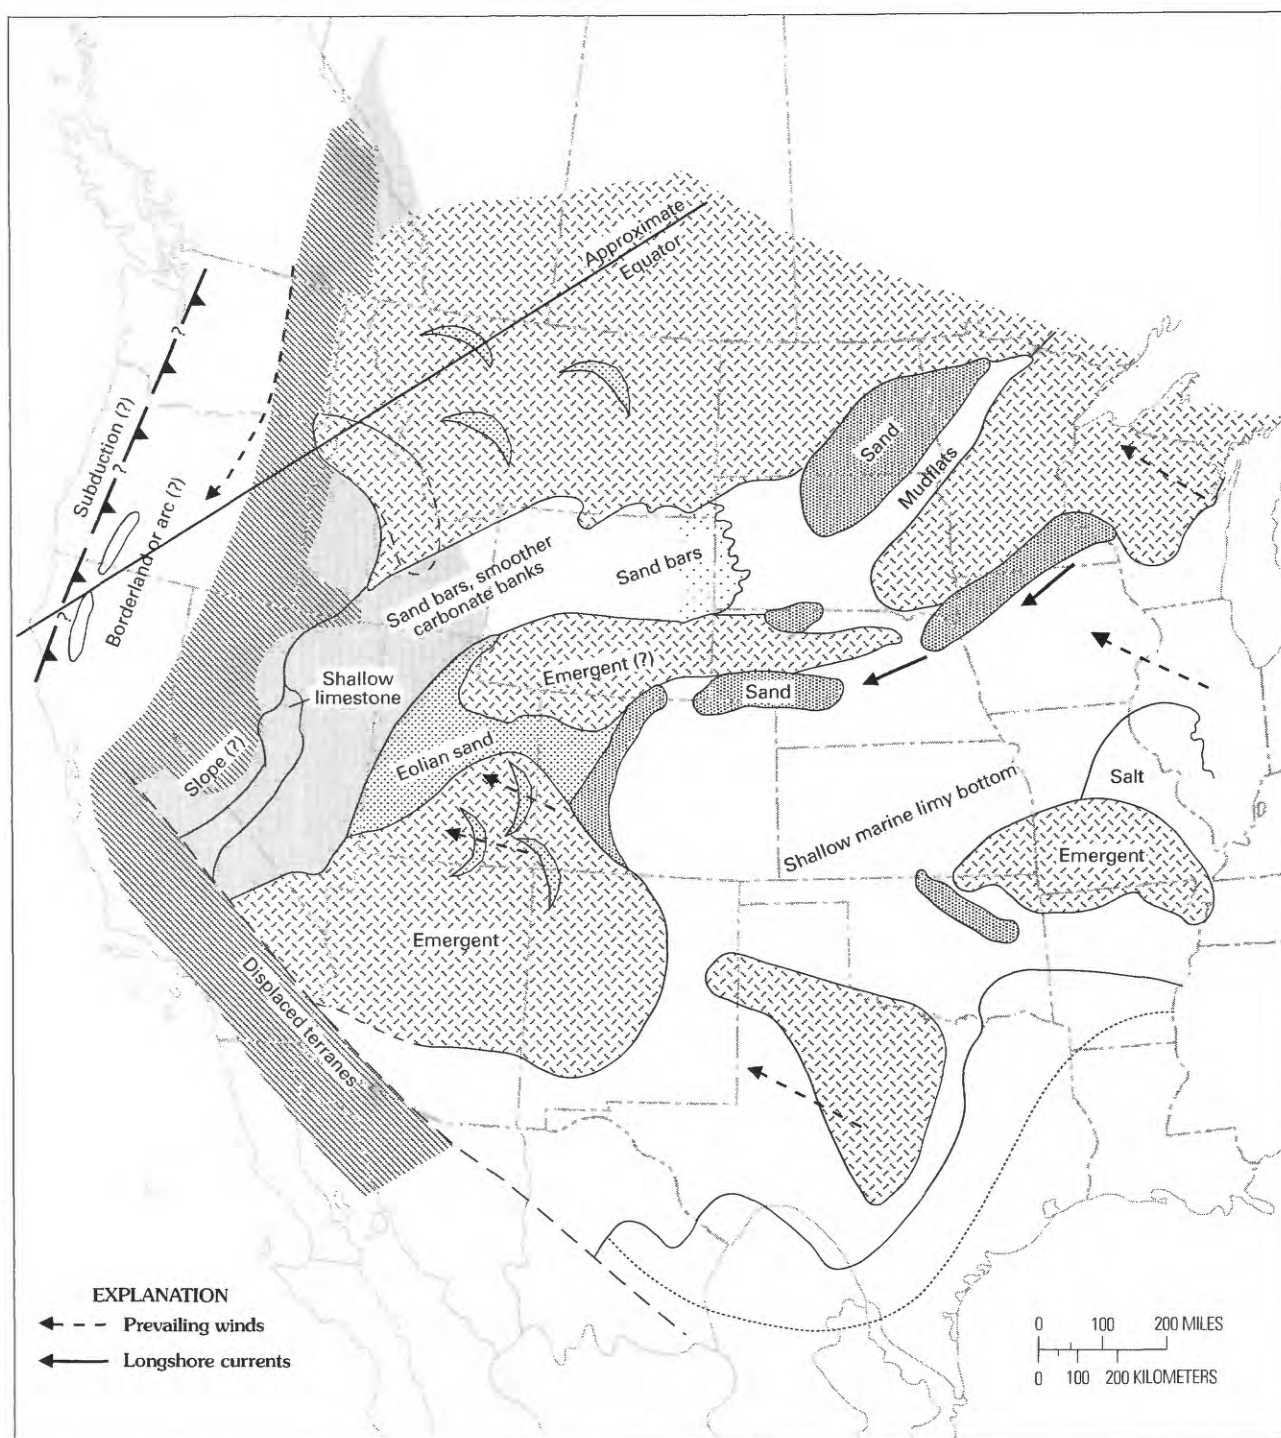 Approximate
Equator
Subduction (?)
?
?
?
?
Borderland or arc (?)
Sand
Mudflats
Sand bars, smoother
carbonate banks
Sand bars
Emergent (?)
Shallow
limestone
Sand
Slope (?)
Eolian sand
Shallow marine limy bottom
Salt
Emergent
Emergent
Displaced terranes
EXPLANATION
Prevailing winds
Longshore currents
0 100 200 MILES
0 100 200 KILOMETERS